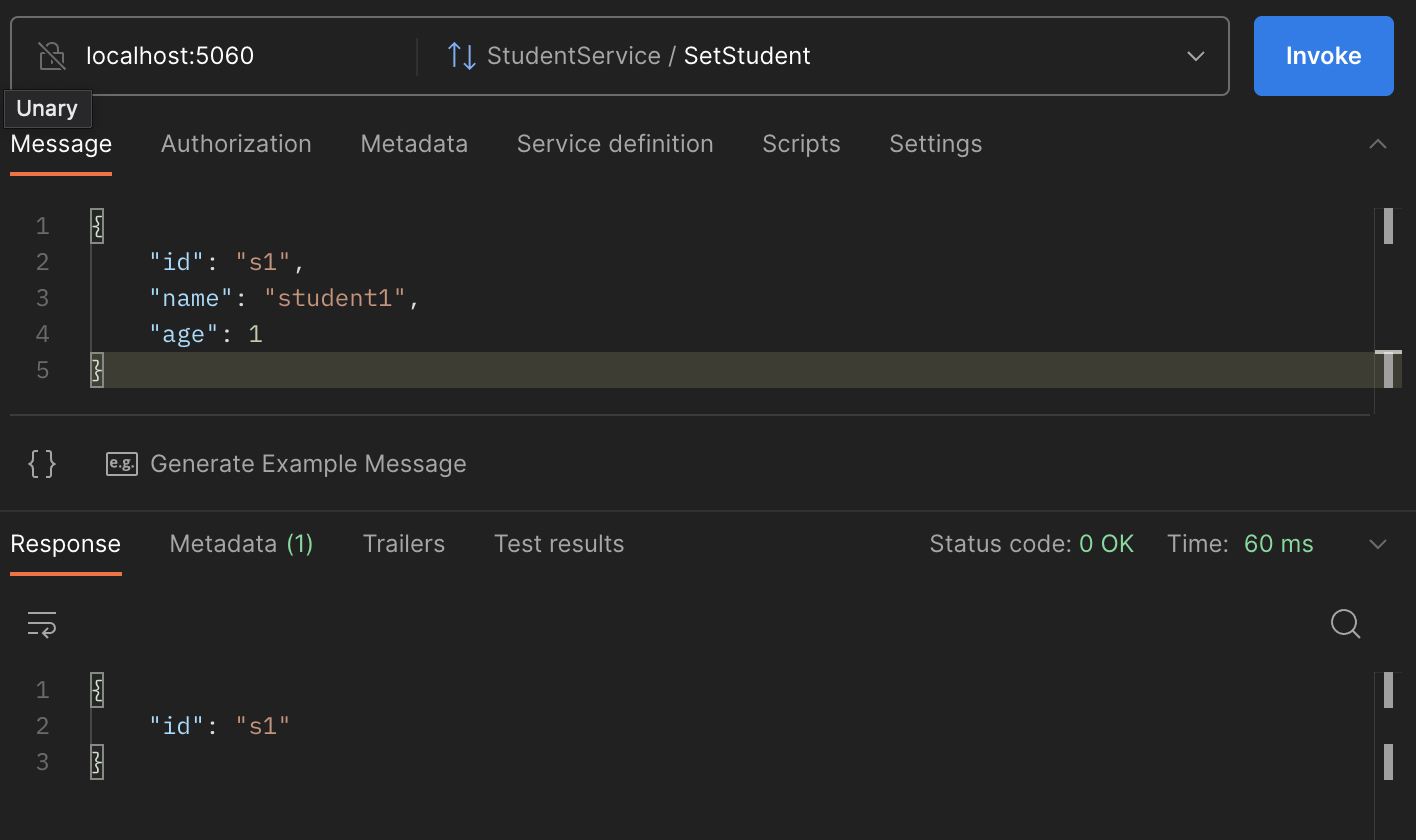 localhost:5060 StudentService / SetStudent Invoke
Unary
Message Authorization Metadata Service definition Scripts Settings
1 {
2 "id": "s1",
3 "name": "student1",
4 "age": 1
5 }
{} e.g. Generate Example Message
Response Metadata (1) Trailers Test results Status code: 0 OK Time: 60 ms
1 {
2 "id": "s1"
3 }